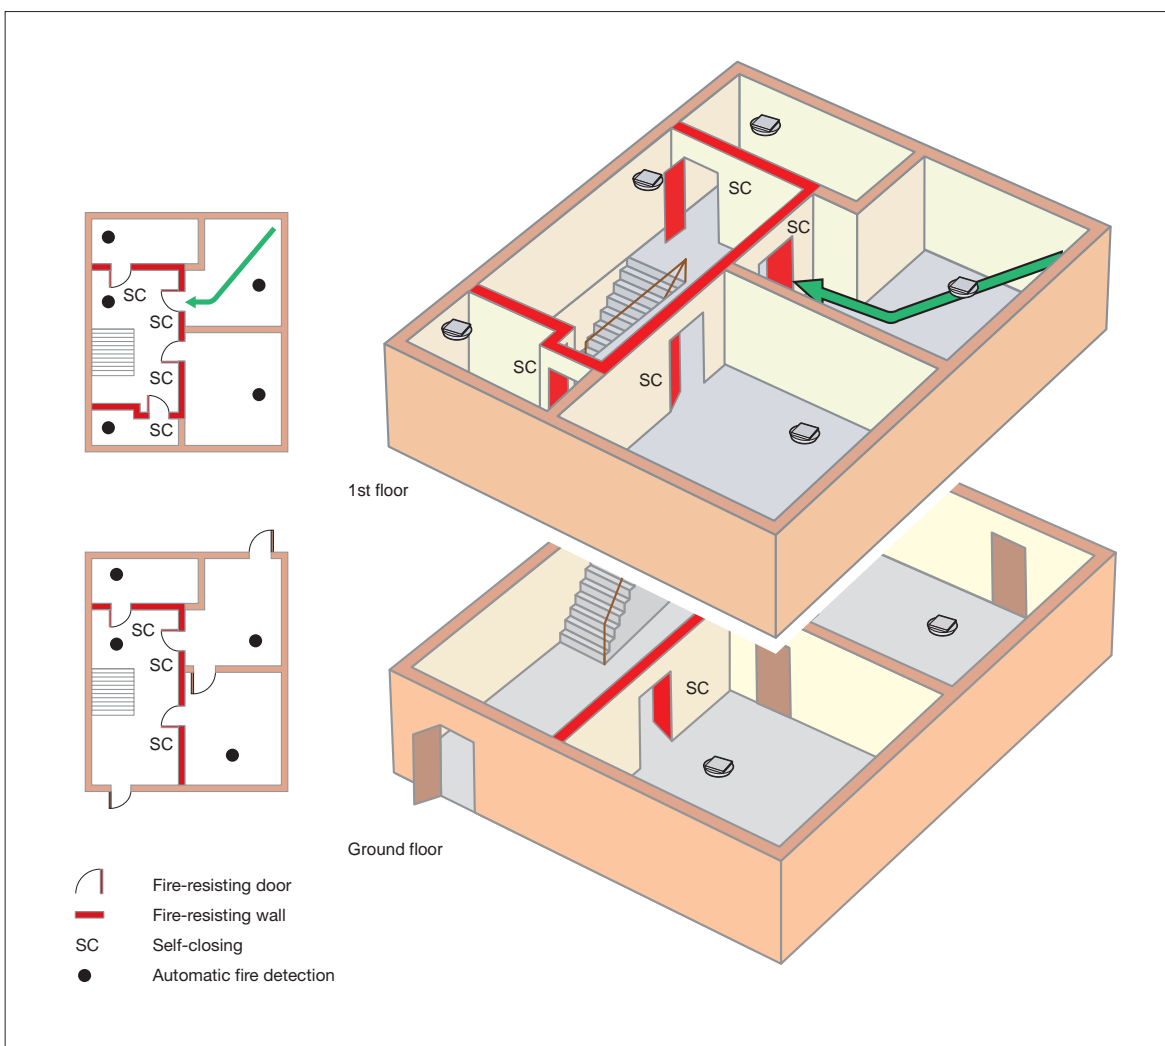 SC
SC
SC
SC
SC
SC
SC
SC
1st floor
SC
SC
SC
SC
Ground floor
Fire-resisting door
Fire-resisting wall
SC Self-closing
Automatic fire detection